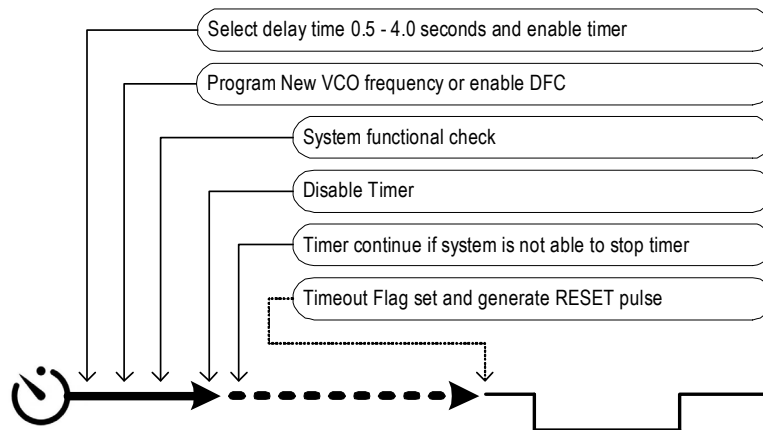 Select delay time 0.5 - 4.0 seconds and enable timer
Program New VCO frequency or enable DFC
System functional check
Disable Timer
Timer continue if system is not able to stop timer
Timeout Flag set and generate RESET pulse